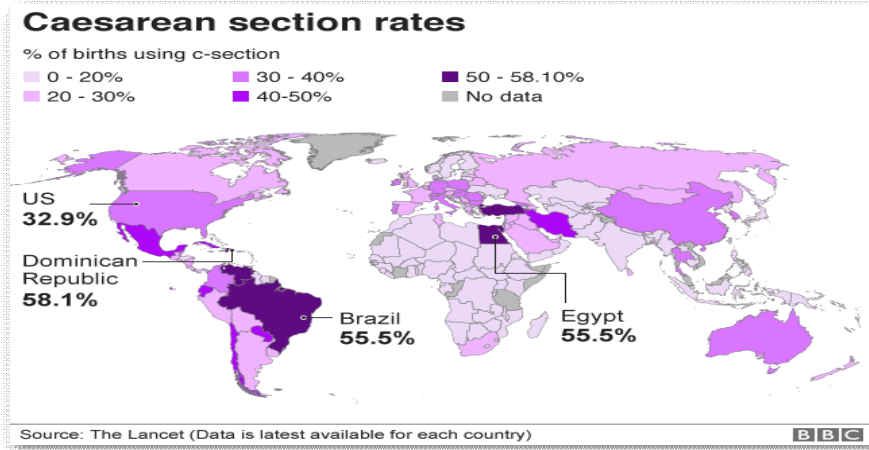 Caesarean section rates
% of births using c-section
0 - 20%
30 - 40%
50 - 58.10%
20 - 30%
40-50%
No data
US
32.9%
Dominican
Republic
58.1%
Brazil
55.5%
Egypt
55.5%
Source: The Lancet (Data is latest available for each country)
BBC